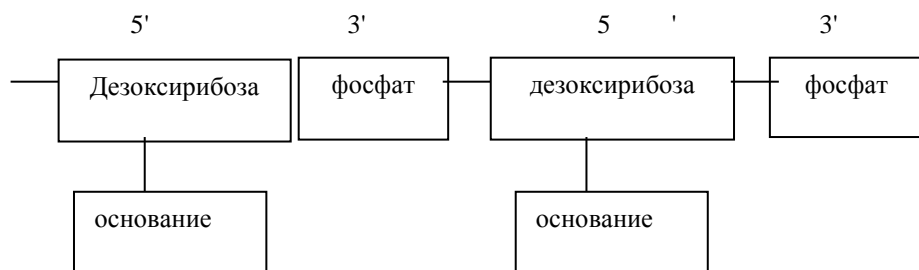 5' 3' 5 ' 3'
Дезоксирибоза фосфат дезоксирибоза фосфат
основание основание